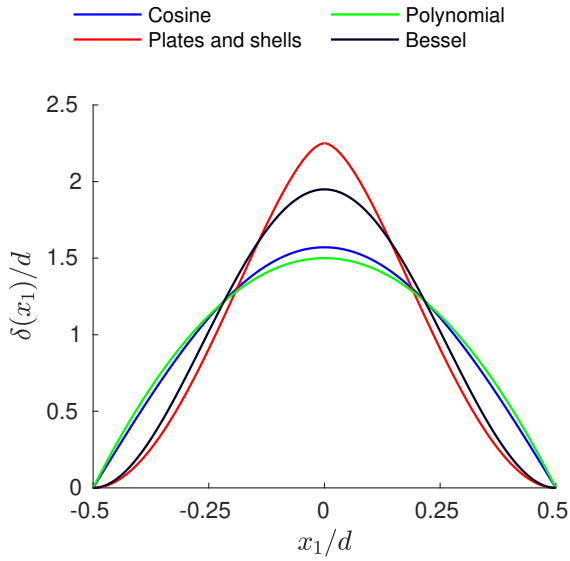 Cosine Polynomial
Plates and shells Bessel
2.5
2
1.5
1
0.5
0
δ(x₁)/d
-0.5 -0.25 0 0.25 0.5
x₁/d